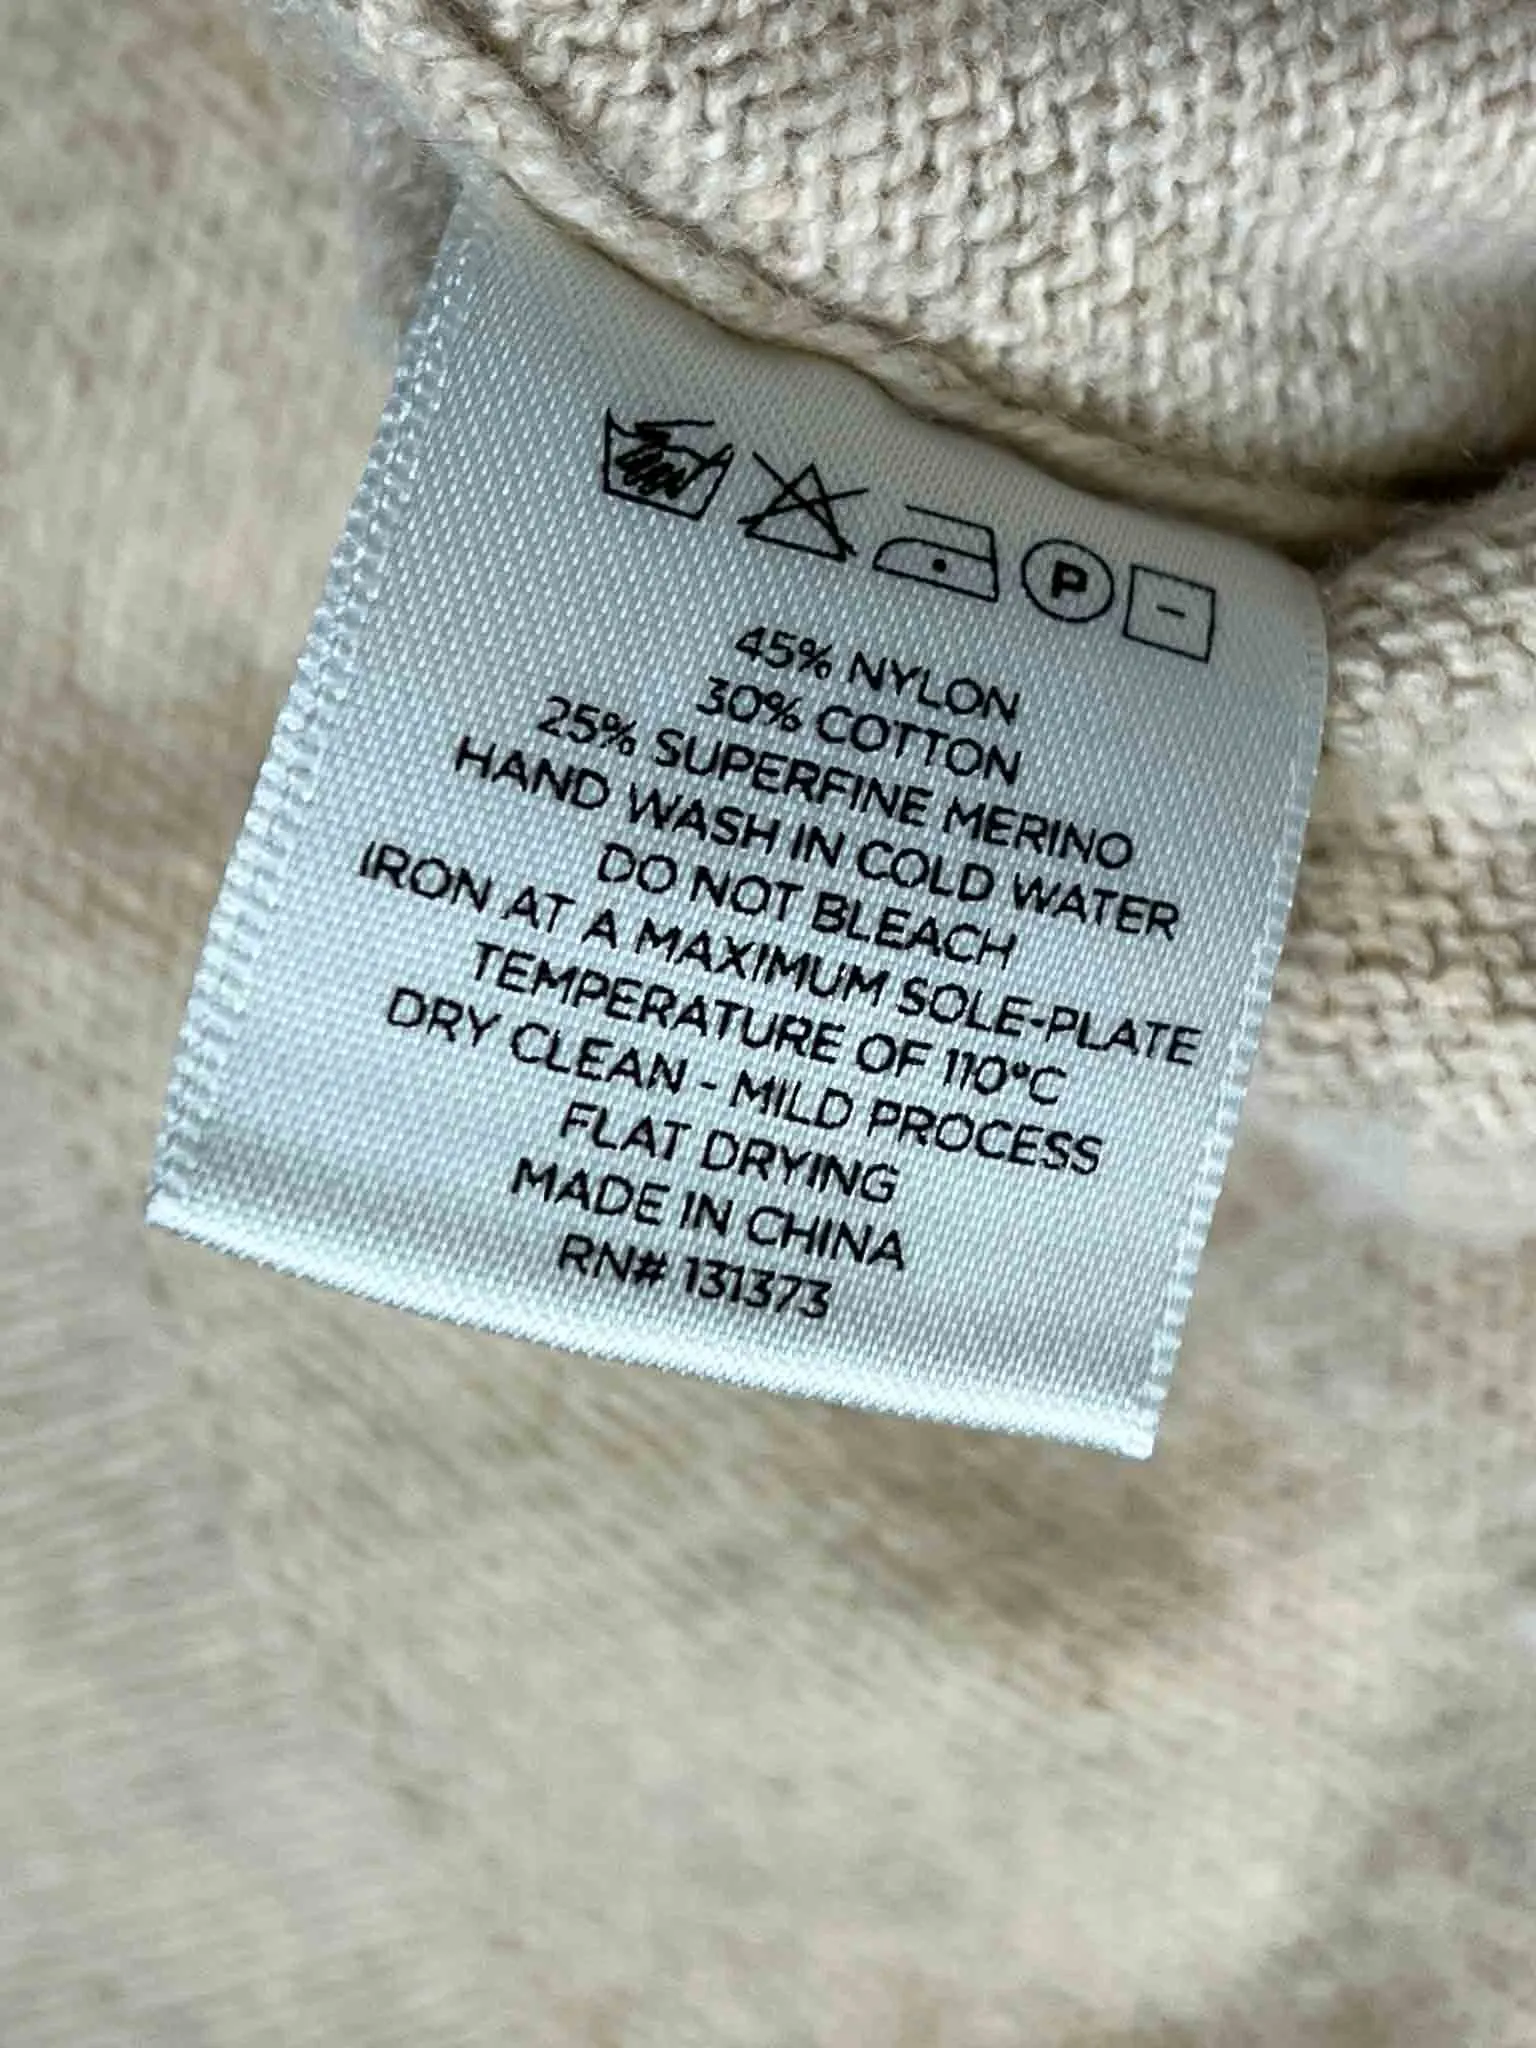 P
45% NYLON
30% COTTON
25% SUPERFINE MERINO
HAND WASH IN COLD WATER
DO NOT BLEACH
IRON AT A MAXIMUM SOLE-PLATE
TEMPERATURE OF 110°C
DRY CLEAN - MILD PROCESS
FLAT DRYING
MADE IN CHINA
RN# 131373